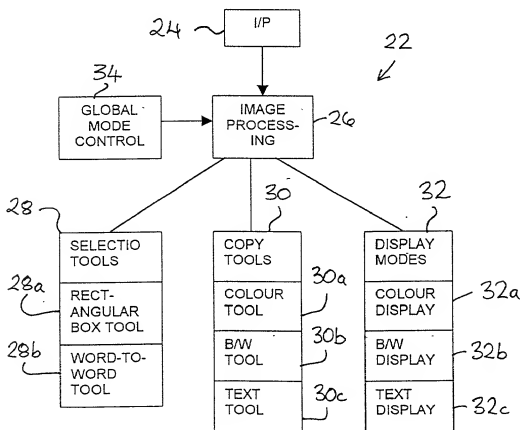 24
I/P
22
34
GLOBAL
MODE
CONTROL
IMAGE
PROCESS-
ING
26
28
SELECTIO
TOOLS
28a
RECT-
ANGULAR
BOX TOOL
28b
WORD-TO-
WORD
TOOL
30
COPY
TOOLS
COLOUR
TOOL
30a
B/W
TOOL
30b
TEXT
TOOL
30c
32
DISPLAY
MODES
COLOUR
DISPLAY
32a
B/W
DISPLAY
32b
TEXT
DISPLAY
32c